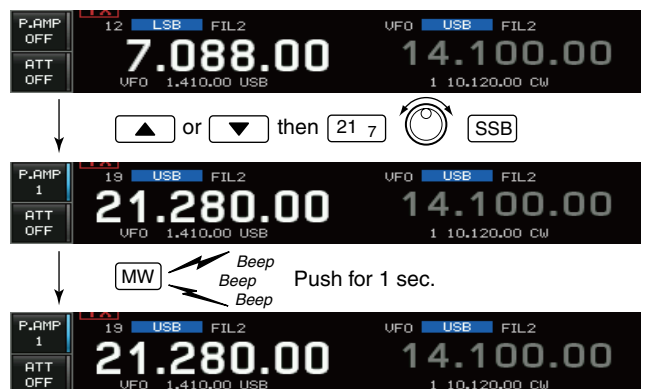 P.AMP OFF TX 12 LSB FIL2 VFO USB FIL2
ATT OFF 7.088.00 14.100.00
VFO 1.410.00 USB 1 10.120.00 CW
▲ or ▼ then 21 7 SSB
P.AMP 1 TX 19 USB FIL2 VFO USB FIL2
ATT OFF 21.280.00 14.100.00
VFO 1.410.00 USB 1 10.120.00 CW
MW Beep Beep Beep Push for 1 sec.
P.AMP 1 19 USB FIL2 VFO USB FIL2
ATT OFF 21.280.00 14.100.00
VFO 1.410.00 USB 1 10.120.00 CW